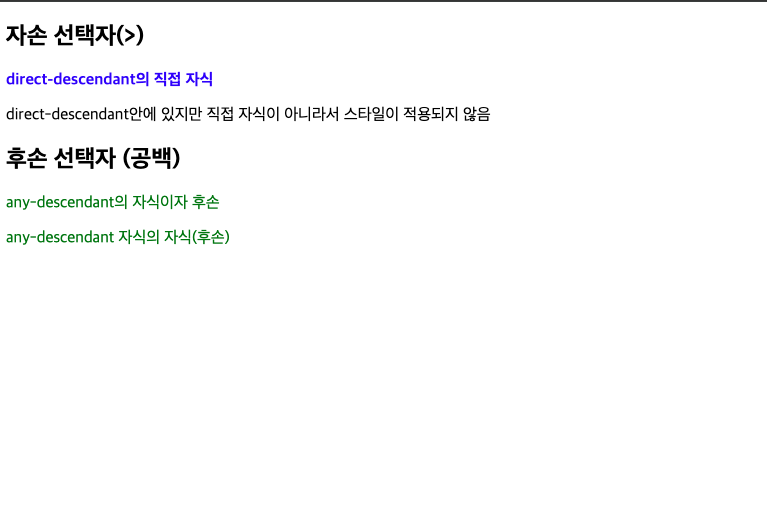 자손 선택자(>)
direct-descendant의 직접 자식
direct-descendant안에 있지만 직접 자식이 아니라서 스타일이 적용되지 않음
후손 선택자 (공백)
any-descendant의 자식이자 후손
any-descendant 자식의 자식(후손)